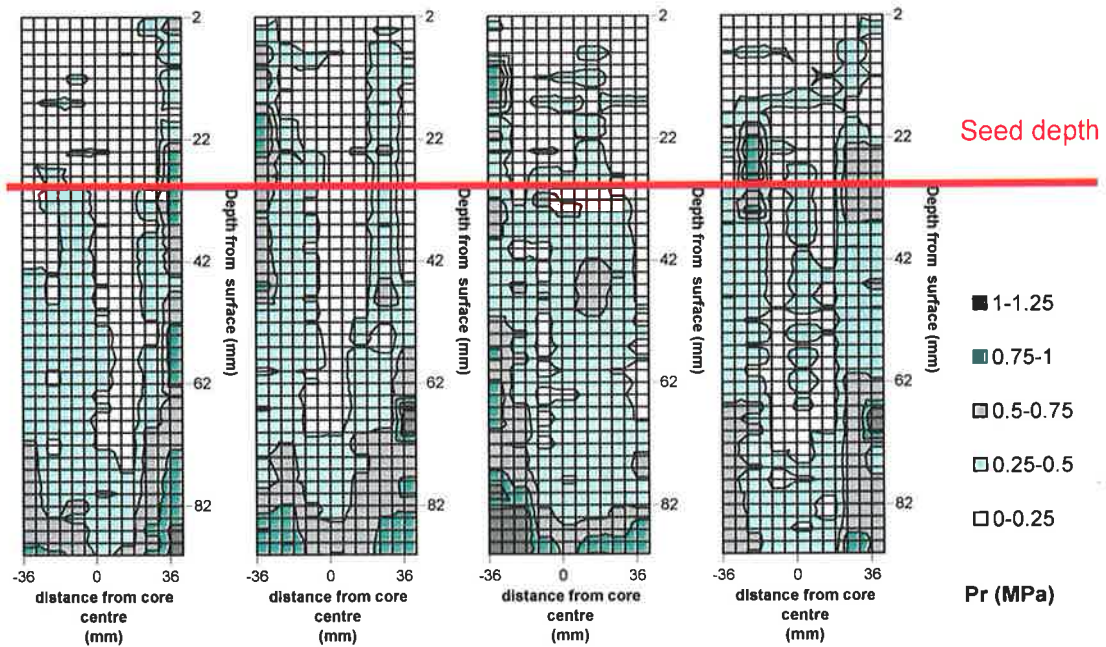 2
22
42
62
82
Depth from surface (mm)
-36 0 36
distance from core
centre
(mm)
2
22
42
62
82
Depth from surface (mm)
-36 0 36
distance from core
centre
(mm)
2
22
42
62
82
Depth from surface (mm)
-36 0 36
distance from core
centre
(mm)
2
22
42
62
82
Depth from surface (mm)
-36 0 36
distance from core
centre
(mm)
Seed depth
1-1.25
0.75-1
0.5-0.75
0.25-0.5
0-0.25
Pr (MPa)